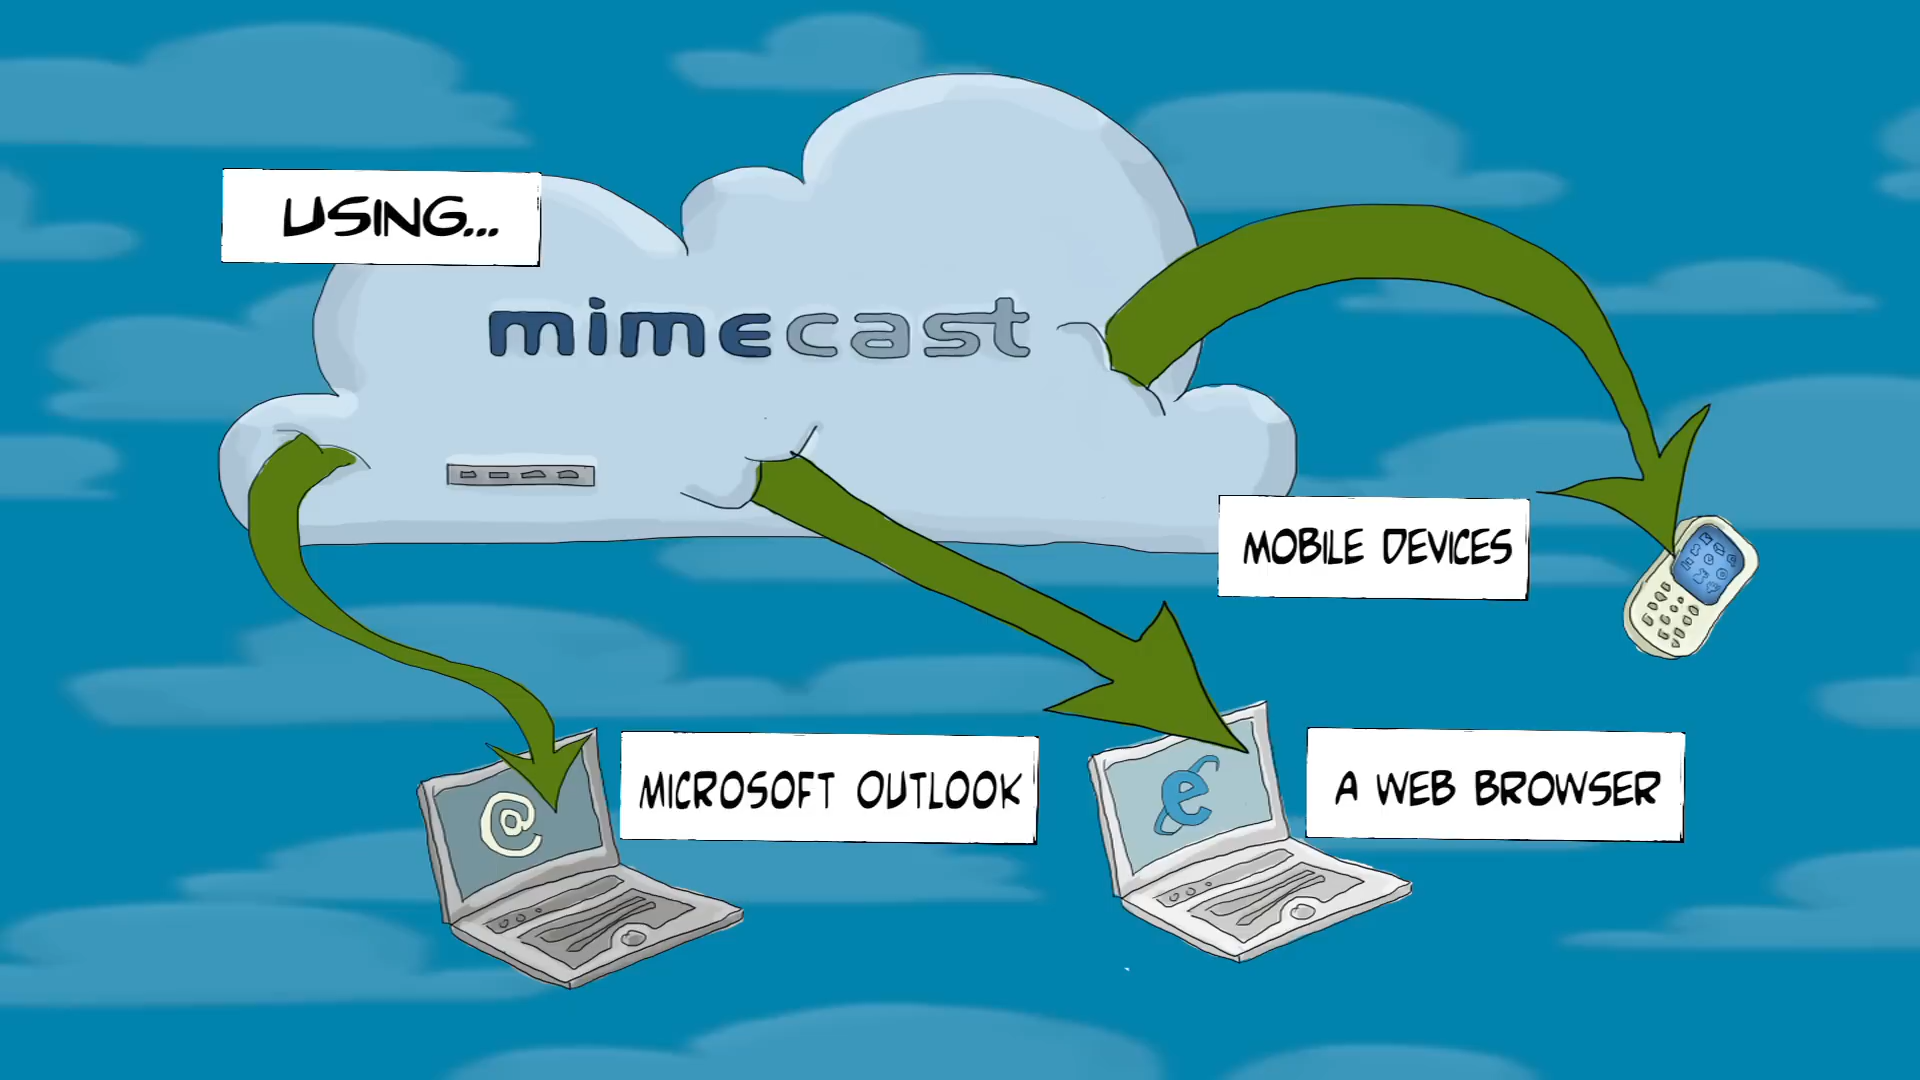 USING...
mimecast
MOBILE DEVICES
MICROSOFT OUTLOOK
A WEB BROWSER
@
e